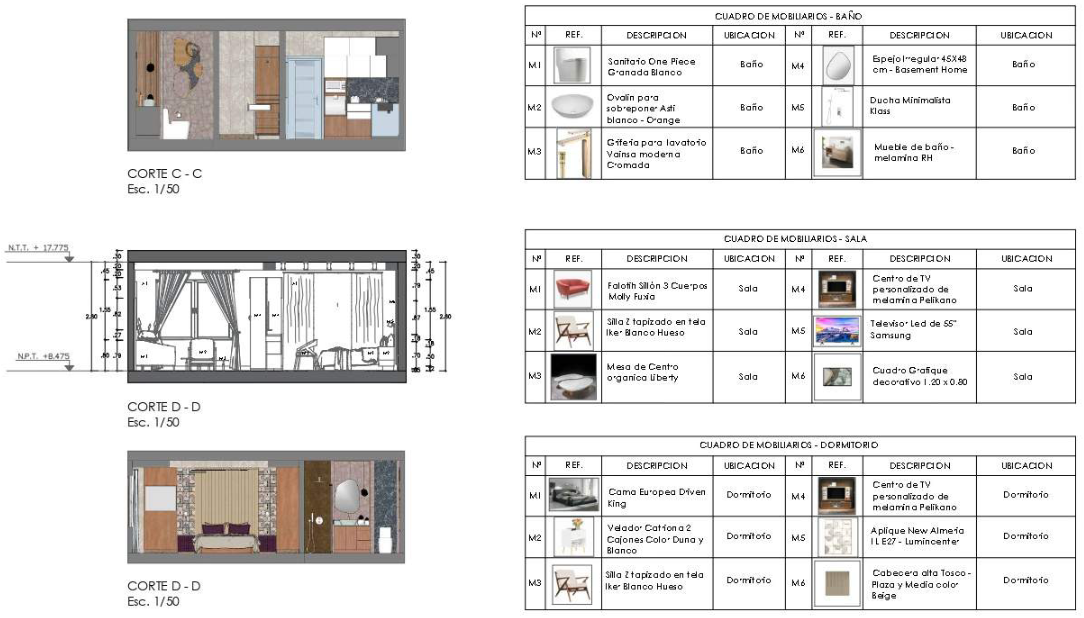 CORTE C - C
Esc. 1/50
N.T.T. + 17.775
N.P.T. +8.475
CORTE D - D
Esc. 1/50
CORTE D - D
Esc. 1/50
CUADRO DE MOBILIARIOS - BAÑO
Nº REF. DESCRIPCION UBICACION Nº REF. DESCRIPCION UBICACION
M1 Sanitario One Piece
Granada Blanco
Baño
M4 Espejo Irregular 45X48
cm - Basement Home
Baño
M2 Ovalin para
sobreponer Asti
blanco - Orange
Baño
M5 Ducha Minimalista
Klass
Baño
M3 Griferia para lavatorio
Vainsa moderna
Cromada
Baño
M6 Mueble de baño -
melamina RH
Baño
CUADRO DE MOBILIARIOS - SALA
Nº REF. DESCRIPCION UBICACION Nº REF. DESCRIPCION UBICACION
M1 Falotih Sillón 3 Cuerpos
Molly Fuxia
Sala
M4 Centro de TV
personalizado de
melamina Pelikano
Sala
M2 Silla Z tapizado en tela
Iker Blanco Hueso
Sala
M5 Televisor Led de 55"
Samsung
Sala
M3 Mesa de Centro
organica Liberty
Sala
M6 Cuadro Grafique
decorativo 1.20 x 0.80
Sala
CUADRO DE MOBILIARIOS - DORMITORIO
Nº REF. DESCRIPCION UBICACION Nº REF. DESCRIPCION UBICACION
M1 Cama Europea Driven
King
Dormitorio
M4 Centro de TV
personalizado de
melamina Pelikano
Dormitorio
M2 Velador Catriona 2
Cajones Color Duna y
Blanco
Dormitorio
M5 Aplique New Almeria
1 L E27 - Lumincenter
Dormitorio
M3 Silla Z tapizado en tela
Iker Blanco Hueso
Dormitorio
M6 Cabecera alta Tosco -
Plaza y Media color
Beige
Dormitorio